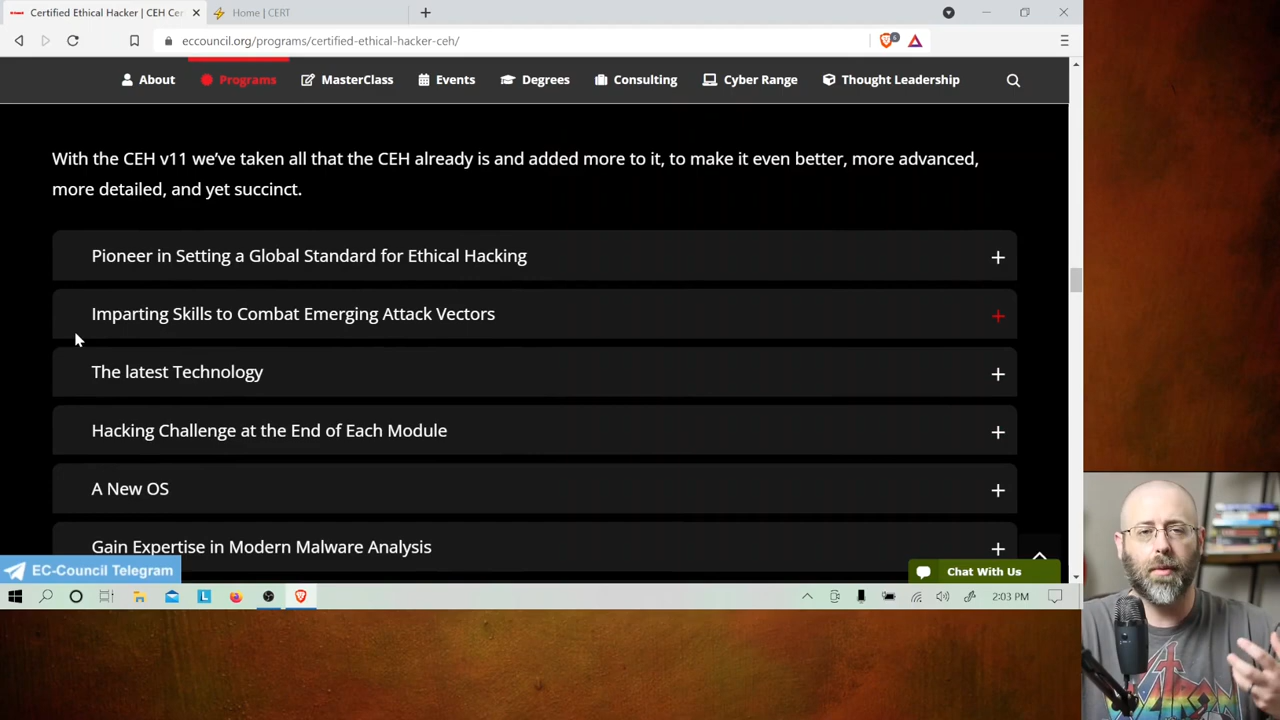 Certified Ethical Hacker | CEH Cer
Home | CERT
eccouncil.org/programs/certified-ethical-hacker-ceh/
6
About
Programs
MasterClass
Events
Degrees
Consulting
Cyber Range
Thought Leadership
With the CEH v11 we've taken all that the CEH already is and added more to it, to make it even better, more advanced,
more detailed, and yet succinct.
Pioneer in Setting a Global Standard for Ethical Hacking
Imparting Skills to Combat Emerging Attack Vectors
The latest Technology
Hacking Challenge at the End of Each Module
A New OS
Gain Expertise in Modern Malware Analysis
EC-Council Telegram
Chat With Us
L
2:03 PM